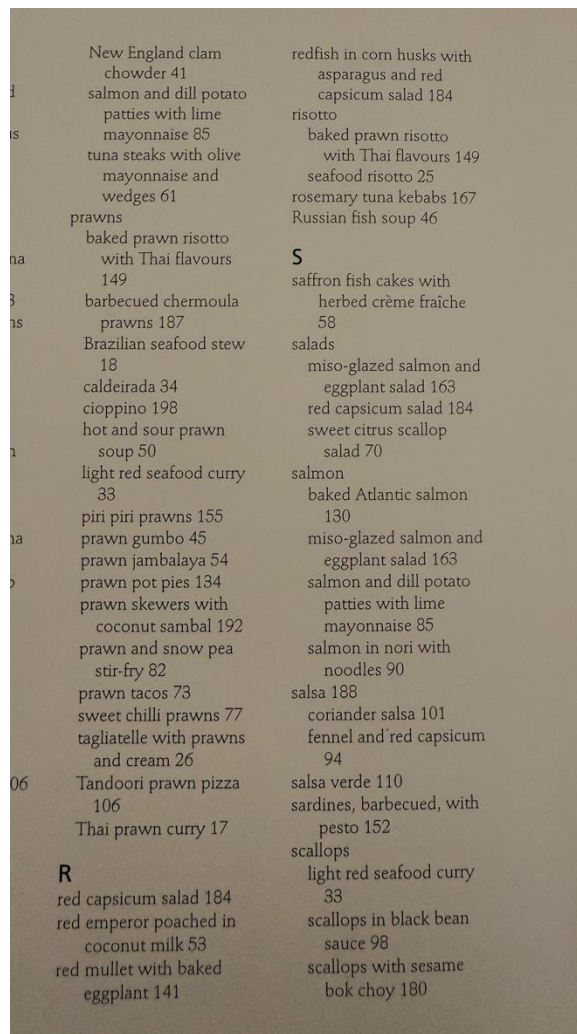 New England clam
chowder 41
salmon and dill potato
patties with lime
mayonnaise 85
tuna steaks with olive
mayonnaise and
wedges 61
prawns
baked prawn risotto
with Thai flavours
149
barbecued chermoula
prawns 187
Brazilian seafood stew
18
caldeirada 34
cioppino 198
hot and sour prawn
soup 50
light red seafood curry
33
piri piri prawns 155
prawn gumbo 45
prawn jambalaya 54
prawn pot pies 134
prawn skewers with
coconut sambal 192
prawn and snow pea
stir-fry 82
prawn tacos 73
sweet chilli prawns 77
tagliatelle with prawns
and cream 26
Tandoori prawn pizza
106
Thai prawn curry 17
R
red capsicum salad 184
red emperor poached in
coconut milk 53
red mullet with baked
eggplant 141
redfish in corn husks with
asparagus and red
capsicum salad 184
risotto
baked prawn risotto
with Thai flavours 149
seafood risotto 25
rosemary tuna kebabs 167
Russian fish soup 46
S
saffron fish cakes with
herbed crème fraîche
58
salads
miso-glazed salmon and
eggplant salad 163
red capsicum salad 184
sweet citrus scallop
salad 70
salmon
baked Atlantic salmon
130
miso-glazed salmon and
eggplant salad 163
salmon and dill potato
patties with lime
mayonnaise 85
salmon in nori with
noodles 90
salsa 188
coriander salsa 101
fennel and red capsicum
94
salsa verde 110
sardines, barbecued, with
pesto 152
scallops
light red seafood curry
33
scallops in black bean
sauce 98
scallops with sesame
bok choy 180